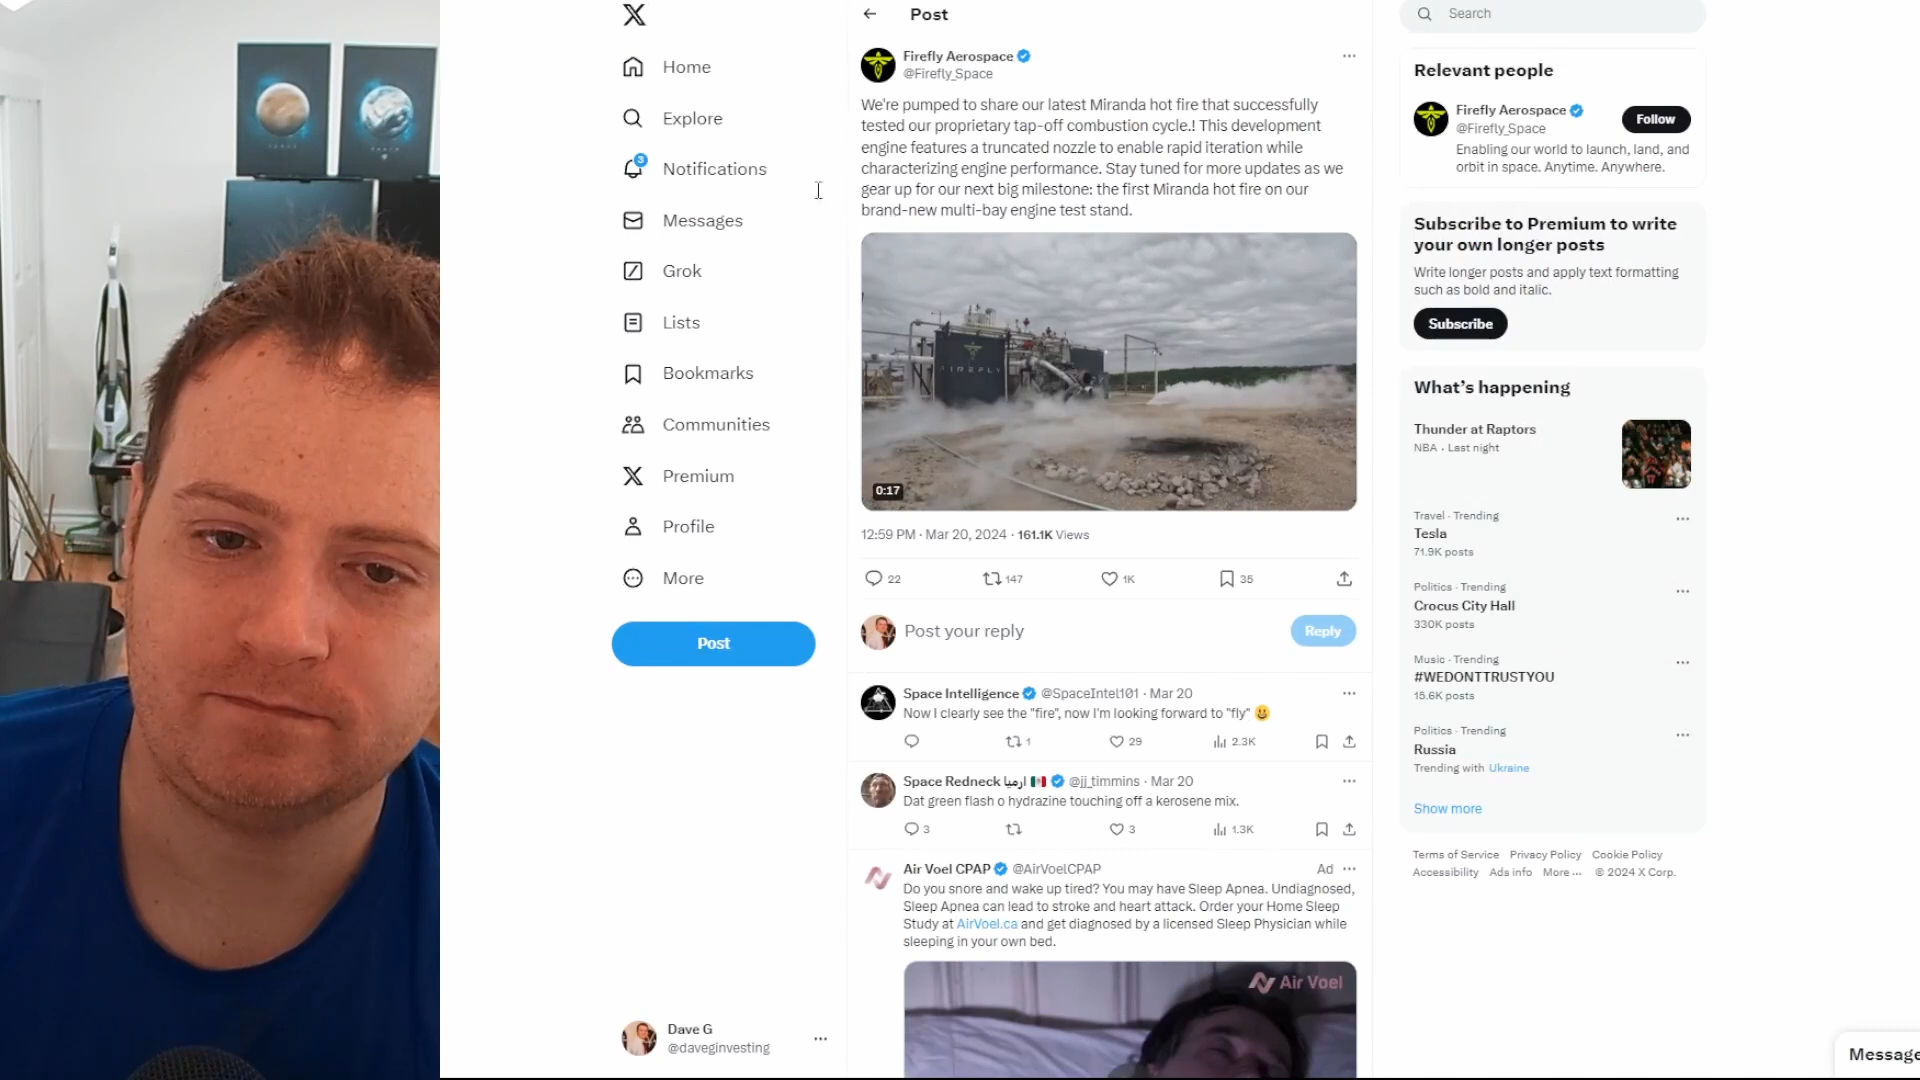 Home
Explore
3
Notifications
Messages
Grok
Lists
Bookmarks
Communities
Premium
Profile
More
Post
Dave G
@daveginvesting
Post
Firefly Aerospace
@Firefly_Space
We're pumped to share our latest Miranda hot fire that successfully
tested our proprietary tap-off combustion cycle.! This development
engine features a truncated nozzle to enable rapid iteration while
characterizing engine performance. Stay tuned for more updates as we
gear up for our next big milestone: the first Miranda hot fire on our
brand-new multi-bay engine test stand.
FIREFLY
0:17
12:59 PM · Mar 20, 2024 · 161.1K Views
22 147 1K 35
Post your reply
Reply
Space Intelligence @SpaceIntel101 · Mar 20
Now I clearly see the "fire", now I'm looking forward to "fly" 😃
1 29 2.3K
Space Redneck ارميا 🇲🇽 @jj_timmins · Mar 20
Dat green flash o hydrazine touching off a kerosene mix.
3 3 1.3K
Air Voel CPAP @AirVoelCPAP Ad
Do you snore and wake up tired? You may have Sleep Apnea. Undiagnosed,
Sleep Apnea can lead to stroke and heart attack. Order your Home Sleep
Study at AirVoel.ca and get diagnosed by a licensed Sleep Physician while
sleeping in your own bed.
Air Voel
Search
Relevant people
Firefly Aerospace
@Firefly_Space
Follow
Enabling our world to launch, land, and
orbit in space. Anytime. Anywhere.
Subscribe to Premium to write
your own longer posts
Write longer posts and apply text formatting
such as bold and italic.
Subscribe
What's happening
Thunder at Raptors
NBA · Last night
Travel · Trending
Tesla
71.9K posts
Politics · Trending
Crocus City Hall
330K posts
Music · Trending
#WEDONTTRUSTYOU
15.6K posts
Politics · Trending
Russia
Trending with Ukraine
Show more
Terms of Service Privacy Policy Cookie Policy
Accessibility Ads info More ··· © 2024 X Corp.
Message